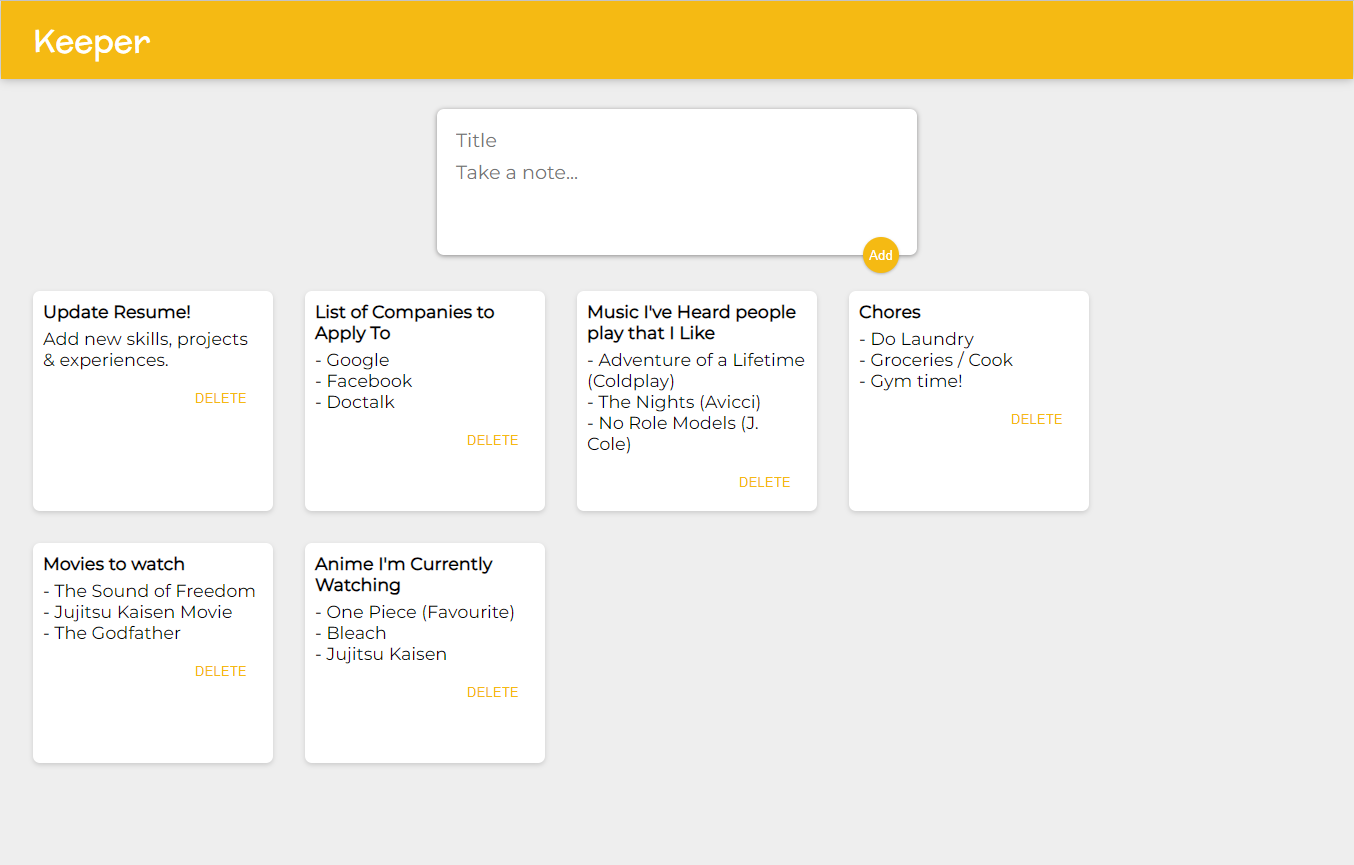 Keeper
Title
Take a note...
Add
Update Resume!
Add new skills, projects
& experiences.
DELETE
List of Companies to
Apply To
- Google
- Facebook
- Doctalk
DELETE
Music I've Heard people
play that I Like
- Adventure of a Lifetime
(Coldplay)
- The Nights (Avicci)
- No Role Models (J.
Cole)
DELETE
Chores
- Do Laundry
- Groceries / Cook
- Gym time!
DELETE
Movies to watch
- The Sound of Freedom
- Jujitsu Kaisen Movie
- The Godfather
DELETE
Anime I'm Currently
Watching
- One Piece (Favourite)
- Bleach
- Jujitsu Kaisen
DELETE